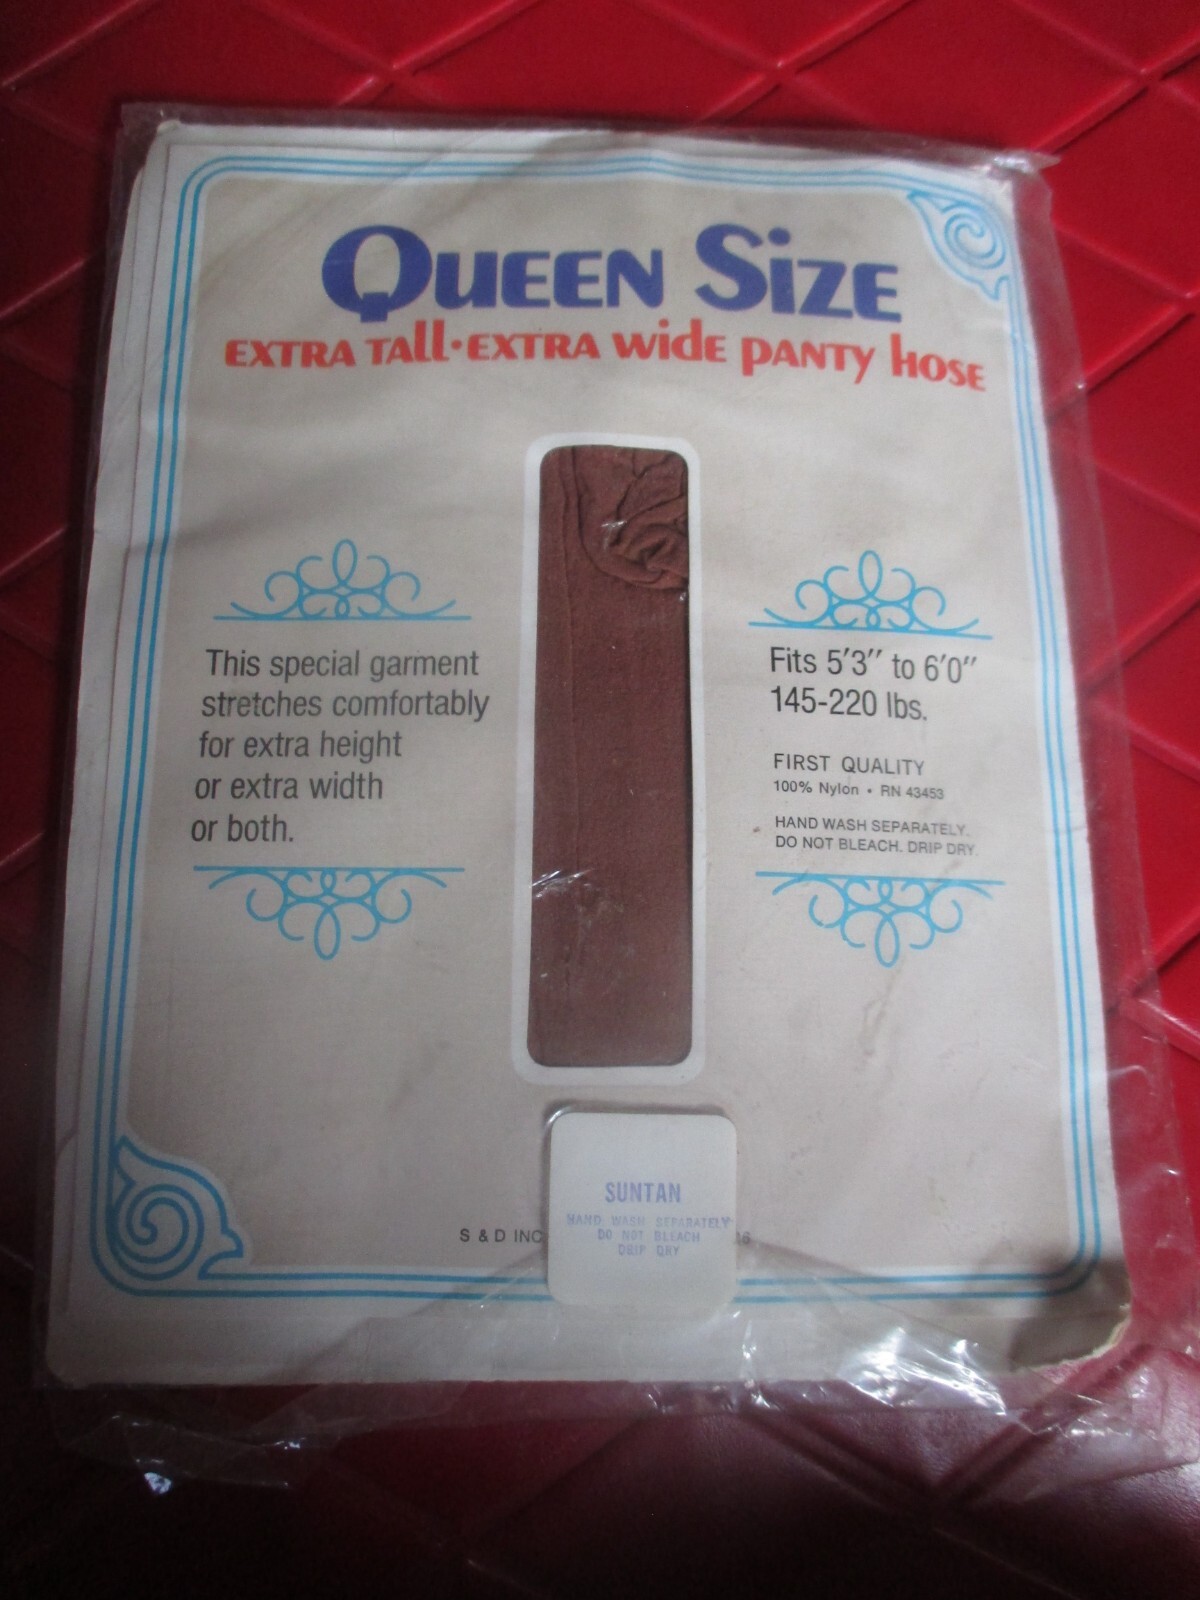 Queen Size
EXTRA TAll·EXTRA wide PANTY HOSE
This special garment
stretches comfortably
for extra height
or extra width
or both.
Fits 5'3" to 6'0"
145-220 lbs.
FIRST QUALITY
100% Nylon • RN 43453
HAND WASH SEPARATELY.
DO NOT BLEACH. DRIP DRY.
SUNTAN
HAND WASH SEPARATELY
DO NOT BLEACH
DRIP DRY
S & D INC